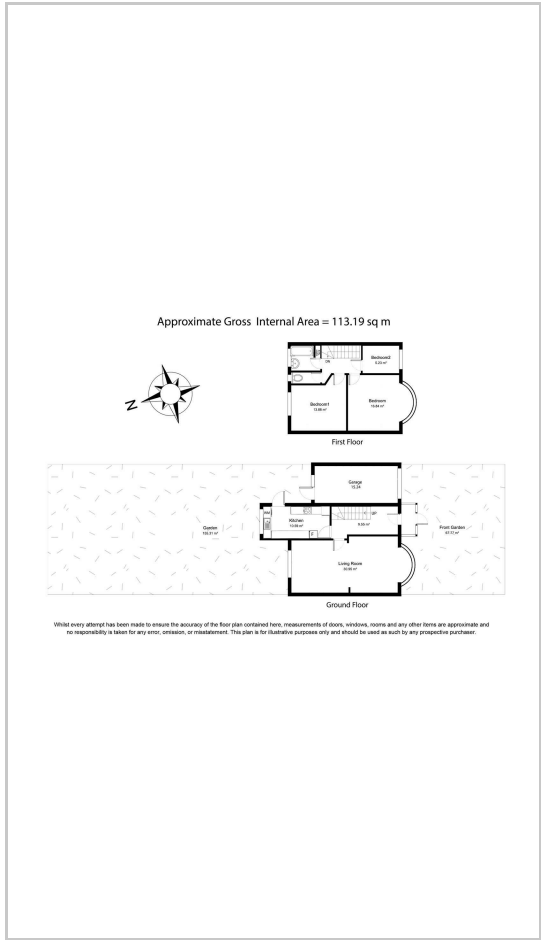 Approximate Gross Internal Area = 113.19 sq m
Bedroom2
DN
Bedroom1
Bedroom
First Floor
N
Garage
15.24
Kitchen
UP
Garden
Front Garden
F
Living Room
Ground Floor
Whilst every attempt has been made to ensure the accuracy of the floor plan contained here, measurements of doors, windows, rooms and any other items are approximate and
no responsibility is taken for any error, omission, or misstatement. This plan is for illustrative purposes only and should be used as such by any prospective purchaser.